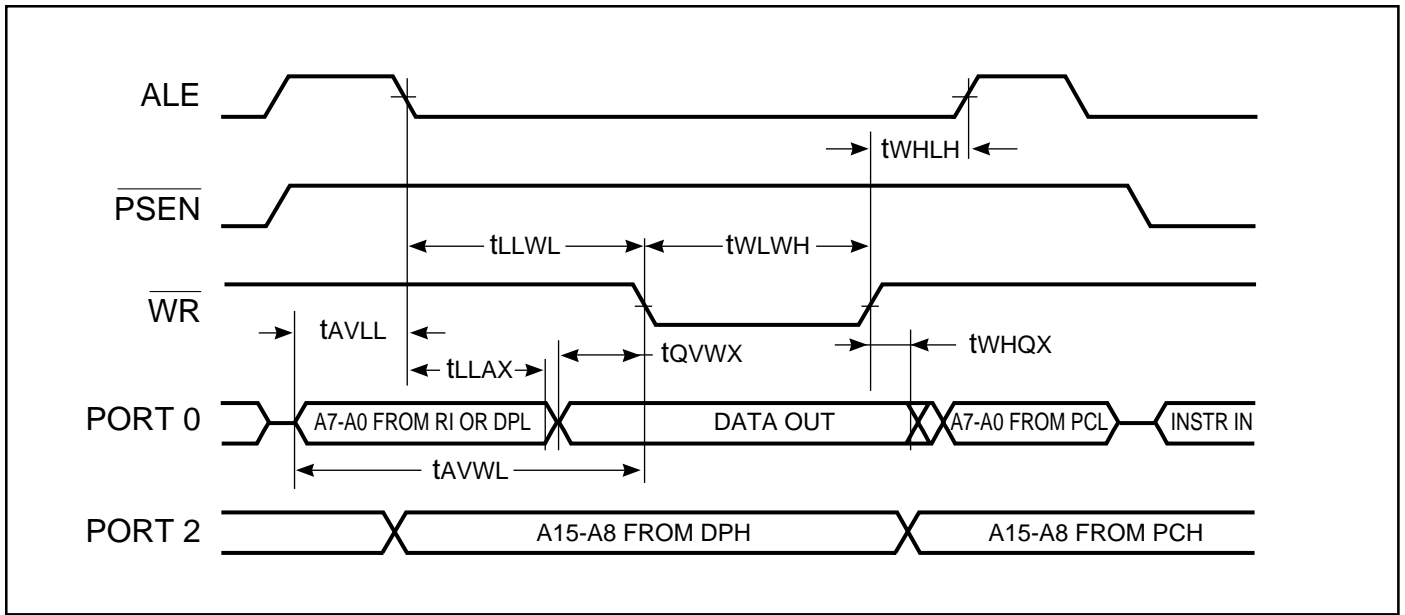 ALE
tWHLH
PSEN
tLLWL
tWLWH
WR
tAVLL
tLLAX
tQVWX
tWHQX
PORT 0
A7-A0 FROM RI OR DPL
DATA OUT
A7-A0 FROM PCL
INSTR IN
tAVWL
PORT 2
A15-A8 FROM DPH
A15-A8 FROM PCH